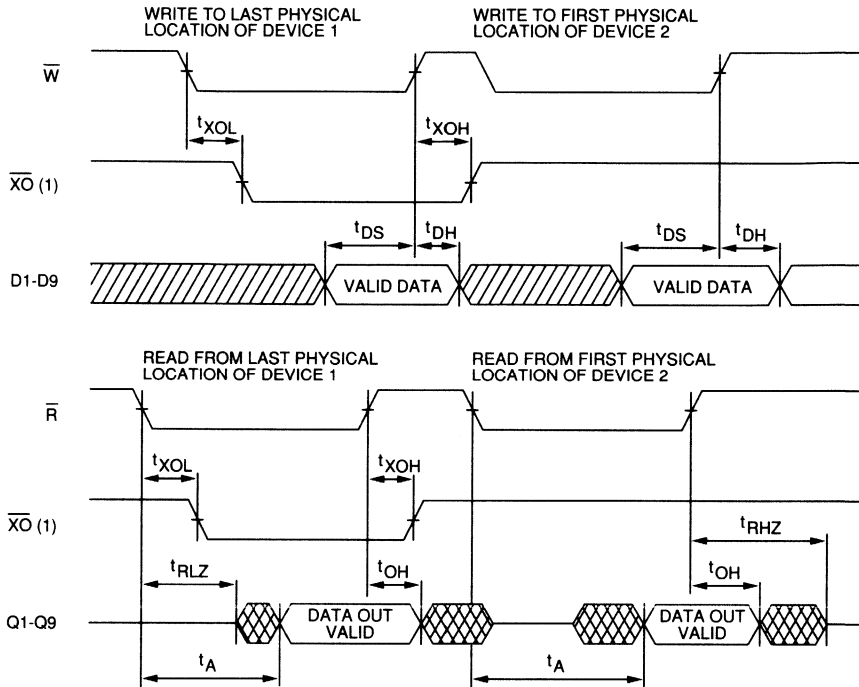 WRITE TO LAST PHYSICAL
LOCATION OF DEVICE 1
WRITE TO FIRST PHYSICAL
LOCATION OF DEVICE 2
W
tXOL
tXOH
XO (1)
tDS
tDH
tDS
tDH
D1-D9
VALID DATA
VALID DATA
READ FROM LAST PHYSICAL
LOCATION OF DEVICE 1
READ FROM FIRST PHYSICAL
LOCATION OF DEVICE 2
R
tXOL
tXOH
XO (1)
tRHZ
tRLZ
tOH
tOH
Q1-Q9
DATA OUT
VALID
DATA OUT
VALID
tA
tA